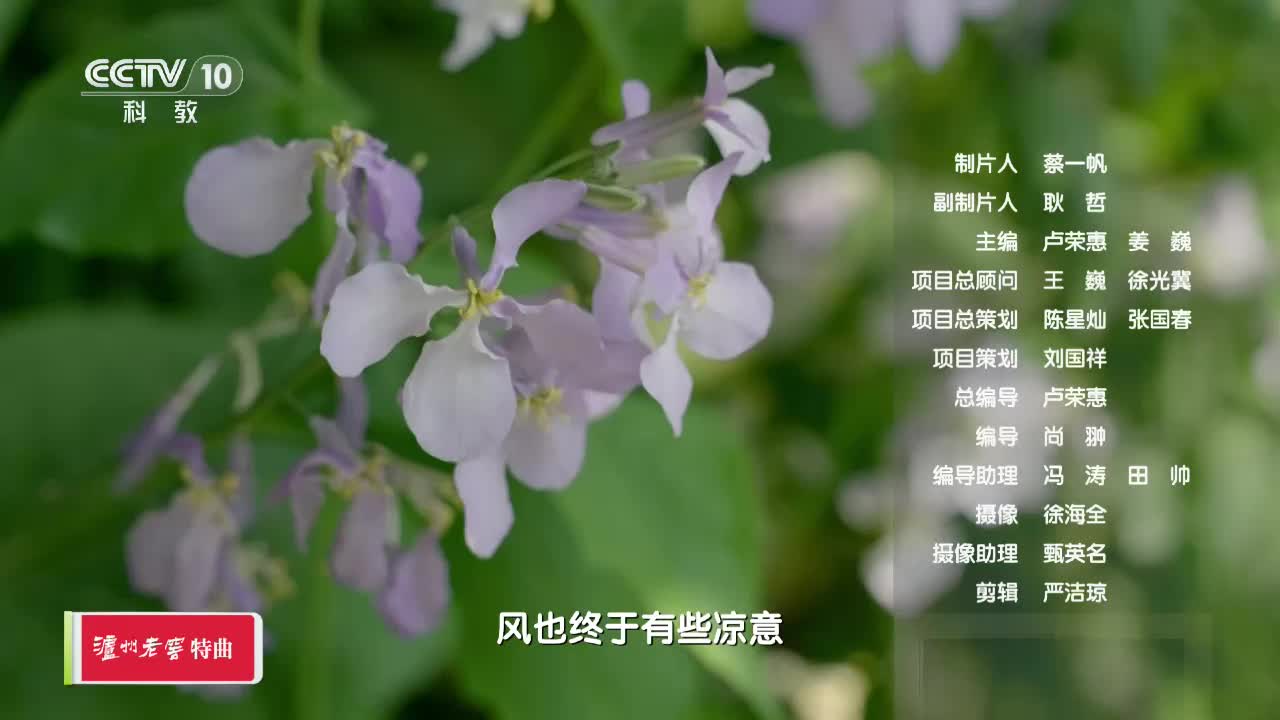 CCTV 10
科教
制片人 蔡一帆
副制片人 耿哲
主编 卢荣惠 姜巍
项目总顾问 王巍 徐光冀
项目总策划 陈星灿 张国春
项目策划 刘国祥
总编导 卢荣惠
编导 尚翀
编导助理 冯涛 田帅
摄像 徐海全
摄像助理 甄英名
剪辑 严洁琼
泸州老窖特曲
风也终于有些凉意